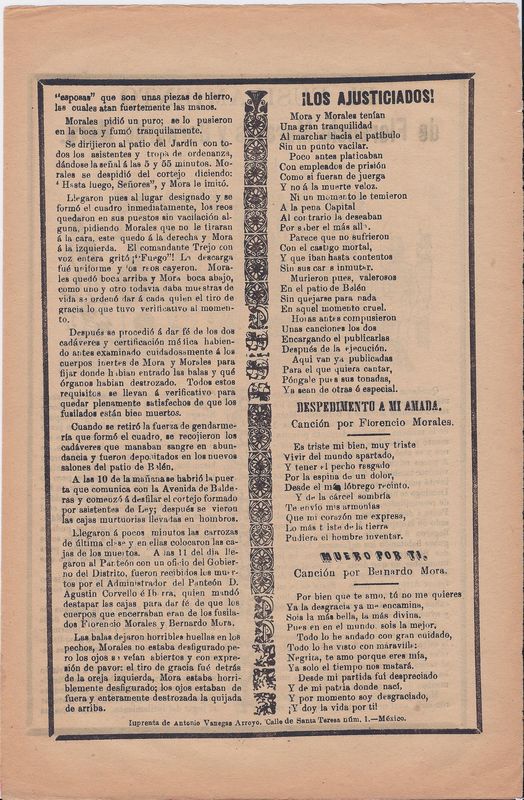 "esposas" que son unas piezas de hierro,
las cuales atan fuertemente las manos.
Morales pidió un puro; se lo pusieron
en la boca y fumó tranquilamente.
Se dirijieron al patio del Jardín con to-
dos los asistentes y tropa de ordenanza,
dándose la señal á las 5 y 55 minutos. Mo-
rales se despidió del cortejo diciendo:
"Hasta luego, Señores", y Mora le imitó.
Llegaron pues al lugar designado y se
formó el cuadro inmediatamente, los reos
quedaron en sus puestos sin vacilación algu-
na, pidiendo Morales que no le tiraran
á la cara, este quedó á la derecha y Mora
á la izquierda. El comandante Trejo con
voz entera gritó ¡"Fuego"! La descarga
fué uniforme y los reos cayeron. Mora-
les quedó boca arriba y Mora boca abajo,
como uno y otro todavía daba muestras de
vida se ordenó dar á cada quien el tiro de
gracia lo que tuvo verificativo al momen-
to.
Después se procedió á dar fé de los dos
cadáveres y certificación médica habien-
do antes examinado cuidadosamente á los
cuerpos inertes de Mora y Morales para
fijar donde habían entrado las balas y qué
órganos habían destrozado. Todos estos
requisitos se llevan á verificativo para
quedar plenamente satisfechos de que los
fusilados están bien muertos.
Cuando se retiró la fuerza de gendarme-
ría que formó el cuadro, se recojieron los
cadáveres que manaban sangre en abun-
dancia y fueron depositados en los nuevos
salones del patio de Belén.
A las 10 de la mañana se habrió la puer-
ta que comunica con la Avenida de Balde-
ras y comenzó á desfilar el cortejo formado
por asistentes de Ley; después se vieron
las cajas murtuorias llevadas en hombros.
Llegaron á pocos minutos las carrozas
de última clase y en ellas colocaron las ca-
jas de los muertos. A las 11 del día lle-
garon al Panteón con un oficio del Gobier-
no del Distrito, fueron recibidos los muer-
tos por el Administrador del Panteón D.
Agustín Corvello é Ibarra, quien mandó
destapar las cajas para dar fé de que los
cuerpos que encerraban eran de los fusila-
dos Florencio Morales y Bernardo Mora.
Las balas dejaron horribles huellas en los
pechos, Morales no estaba desfigurado pe-
ro los ojos se veían abiertos y con expre-
sión de pavor: el tiro de gracia fué detrás
de la oreja izquierda, Mora estaba horri-
blemente desfigurado; los ojos estaban de
fuera y enteramente destrozada la quijada
de arriba.
¡LOS AJUSTICIADOS!
Mora y Morales tenían
Una gran tranquilidad
Al marchar hacia el patíbulo
Sin un punto vacilar.
Poco antes platicaban
Con empleados de prisión
Como si fueran de juerga
Y no á la muerte veloz.
Ni un momento le temieron
A la pena Capital
Al contrario la deseaban
Por saber el más allá.
Parece que no sufrieron
Con el castigo mortal,
Y que iban hasta contentos
Sin sus caras inmutar.
Murieron pues, valerosos
En el patio de Belén
Sin quejarse para nada
En aquel momento cruel.
Horas antes compusieron
Unas canciones los dos
Encargando el publicarlas
Después de la ejecución.
Aquí van ya publicadas
Para el que quiera cantar,
Póngale pues sus tonadas,
Ya sean de otras ó especial.
DESPEDIMENTO A MI AMADA.
Canción por Florencio Morales.
Es triste mi bien, muy triste
Vivir del mundo apartado,
Y tener el pecho rasgado
Por la espina de un dolor,
Desde el más lóbrego recinto.
Y de la cárcel sombría
Te envío mis armonías
Que mi corazón me expresa,
Lo más triste de la tierra
Pudiera el hombre inventar.
MUERO POR TI,
Canción por Bernardo Mora.
Por bien que te amo, tú no me quieres
Ya la desgracia ya me encamina,
Sois la más bella, la más divina.
Pues en en el mundo, sois la mejor,
Todo lo he andado con gran cuidado,
Todo lo he visto con maravilla;
Negrita, te amo porque eres mía,
Ya solo el tiempo nos matará.
Desde mi partida fuí despreciado
Y de mi patria donde nací,
Y por momento soy desgraciado,
¡Y doy la vida por tí!
Imprenta de Antonio Vanegas Arroyo. Calle de Santa Teresa núm. 1.—México.